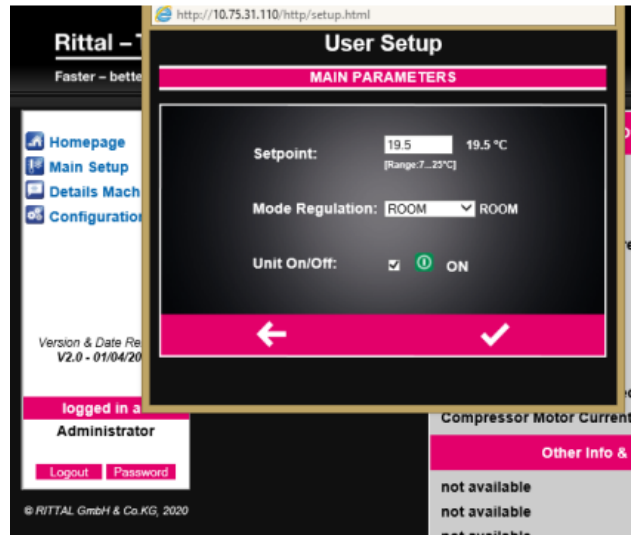 http://10.75.31.110/http/setup.html
Rittal –
User Setup
Faster – bette
MAIN PARAMETERS
Homepage
Main Setup
Details Mach
Configuration
Setpoint:
19.5
19.5 °C
[Range:7...25°C]
Mode Regulation:
ROOM
ROOM
Unit On/Off:
ON
Version & Date Re
V2.0 - 01/04/20
logged in a
Administrator
Logout
Password
© RITTAL GmbH & Co.KG, 2020
Compressor Motor Current
Other Info &
not available
not available
not available